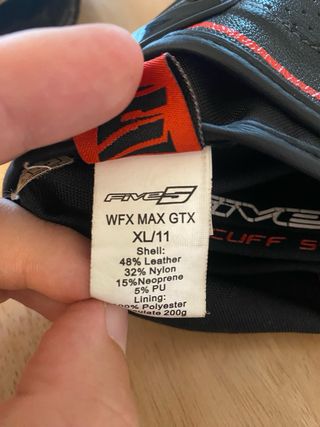 FIVE5
WFX MAX GTX
XL/11
Shell:
48% Leather
32% Nylon
15%Neoprene
5% PU
Lining:
Polyester
200g
FIVE
CUFF S